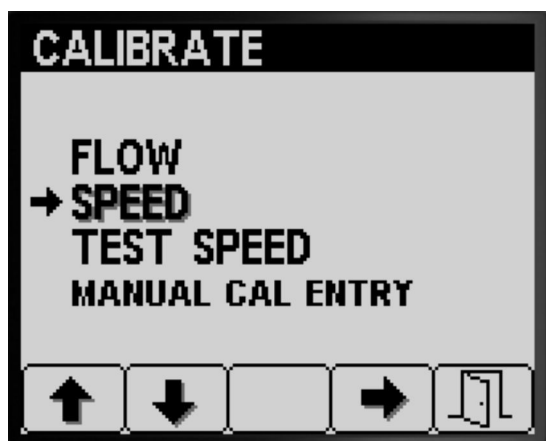 CALIBRATE
FLOW
SPEED
TEST SPEED
MANUAL CAL ENTRY